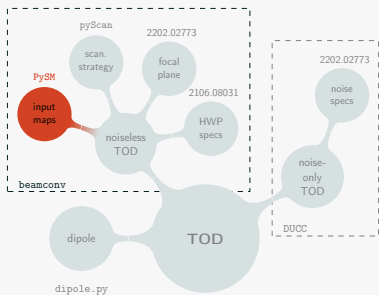 pyScan
scan.
strategy
2202.02773
focal
plane
PySM
input
maps
2106.08031
HWP
specs
noiseless
TOD
beamconv
2202.02773
noise
specs
noise-
only
TOD
DUCC
dipole
TOD
dipole.py